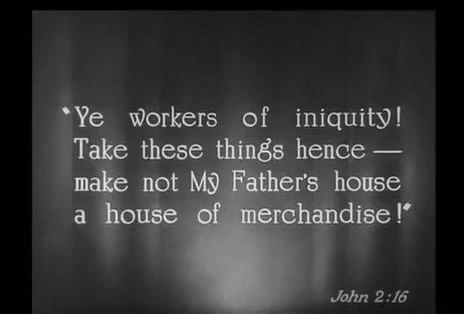 "Ye workers of iniquity!
Take these things hence —
make not My Father's house
a house of merchandise!"
John 2:16